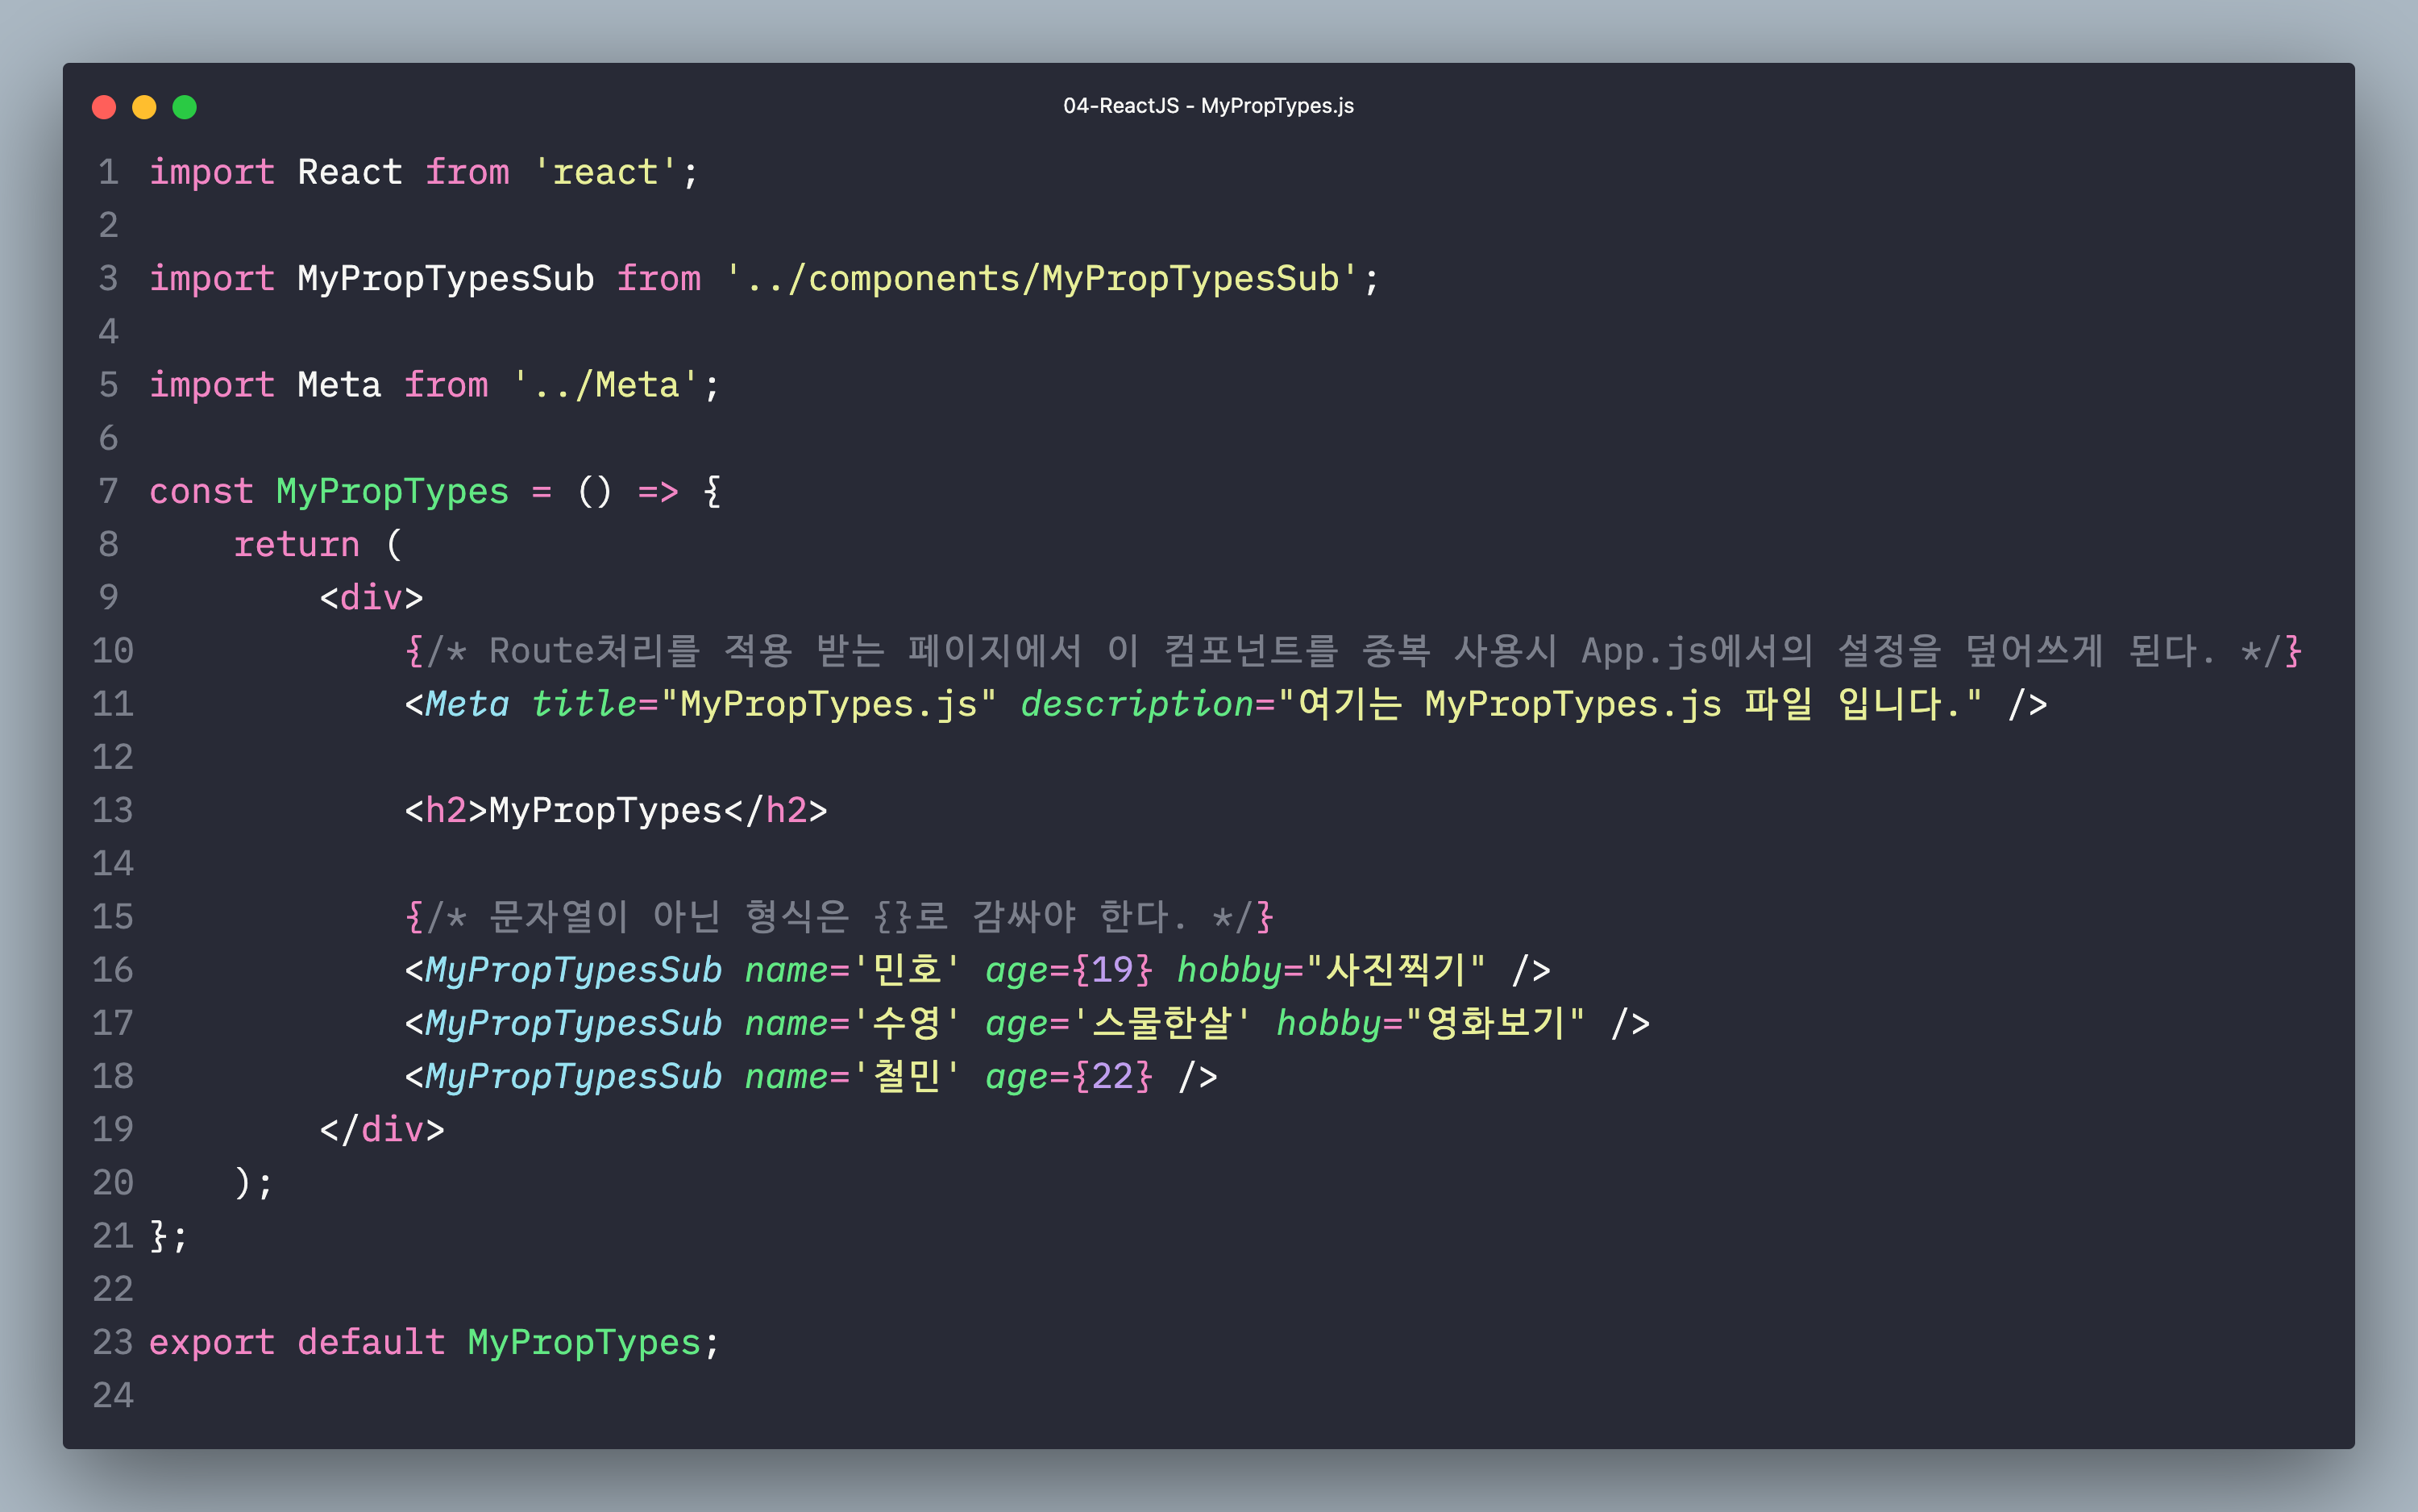 04-ReactJS - MyPropTypes.js
1 import React from 'react';
2
3 import MyPropTypesSub from '../components/MyPropTypesSub';
4
5 import Meta from '../Meta';
6
7 const MyPropTypes = () => {
8     return (
9         <div>
10             {/* Route처리를 적용 받는 페이지에서 이 컴포넌트를 중복 사용시 App.js에서의 설정을 덮어쓰게 된다. */}
11             <Meta title="MyPropTypes.js" description="여기는 MyPropTypes.js 파일 입니다." />
12
13             <h2>MyPropTypes</h2>
14
15             {/* 문자열이 아닌 형식은 {}로 감싸야 한다. */}
16             <MyPropTypesSub name='민호' age={19} hobby="사진찍기" />
17             <MyPropTypesSub name='수영' age='스물한살' hobby="영화보기" />
18             <MyPropTypesSub name='철민' age={22} />
19         </div>
20     );
21 };
22
23 export default MyPropTypes;
24